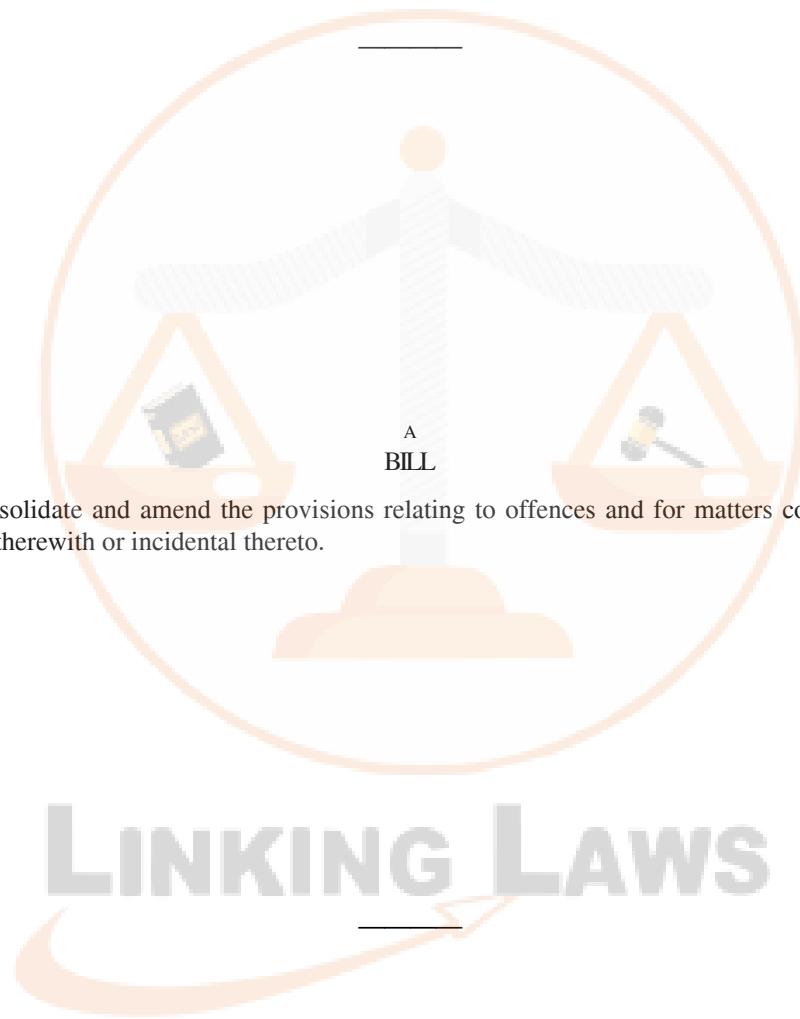 A
BILL
solidate and amend the provisions relating to offences and for matters co
therewith or incidental thereto.
LINKING LAWS